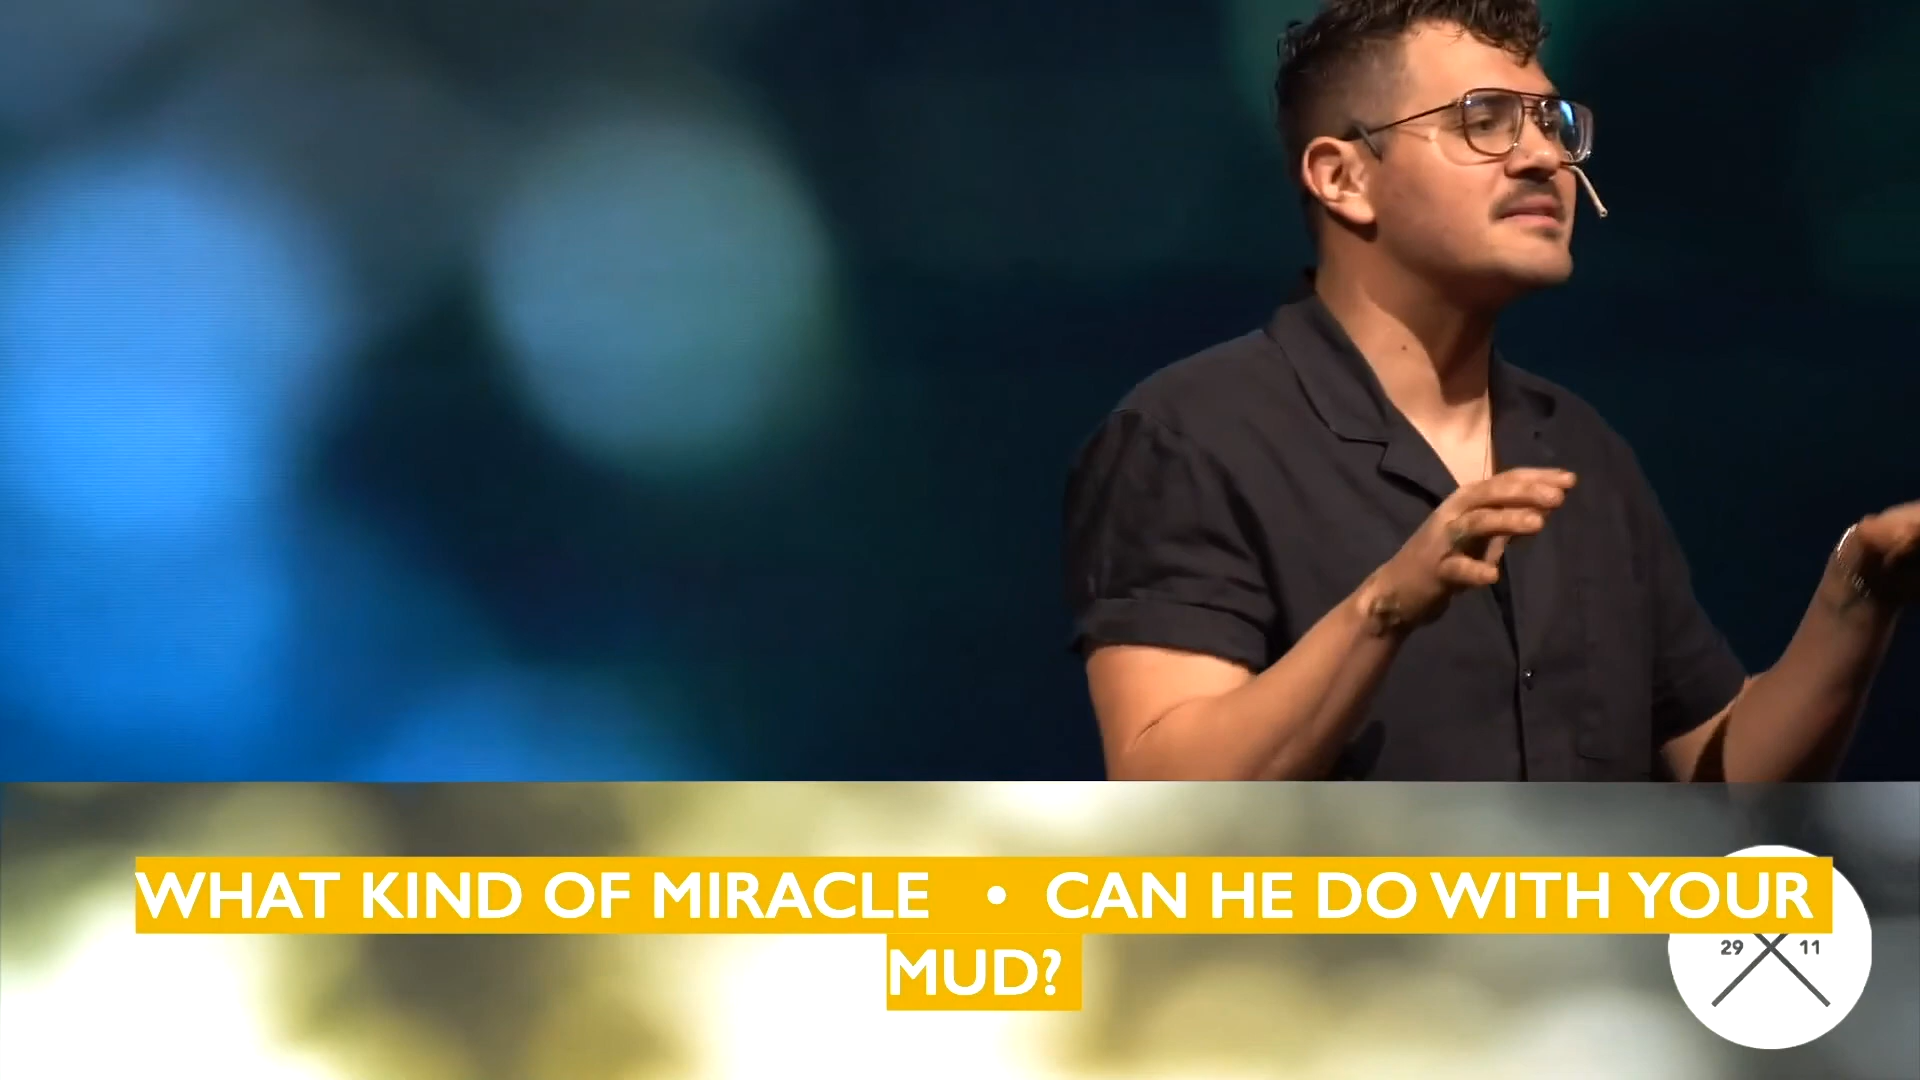 WHAT KIND OF MIRACLE • CAN HE DO WITH YOUR
MUD?
29 11